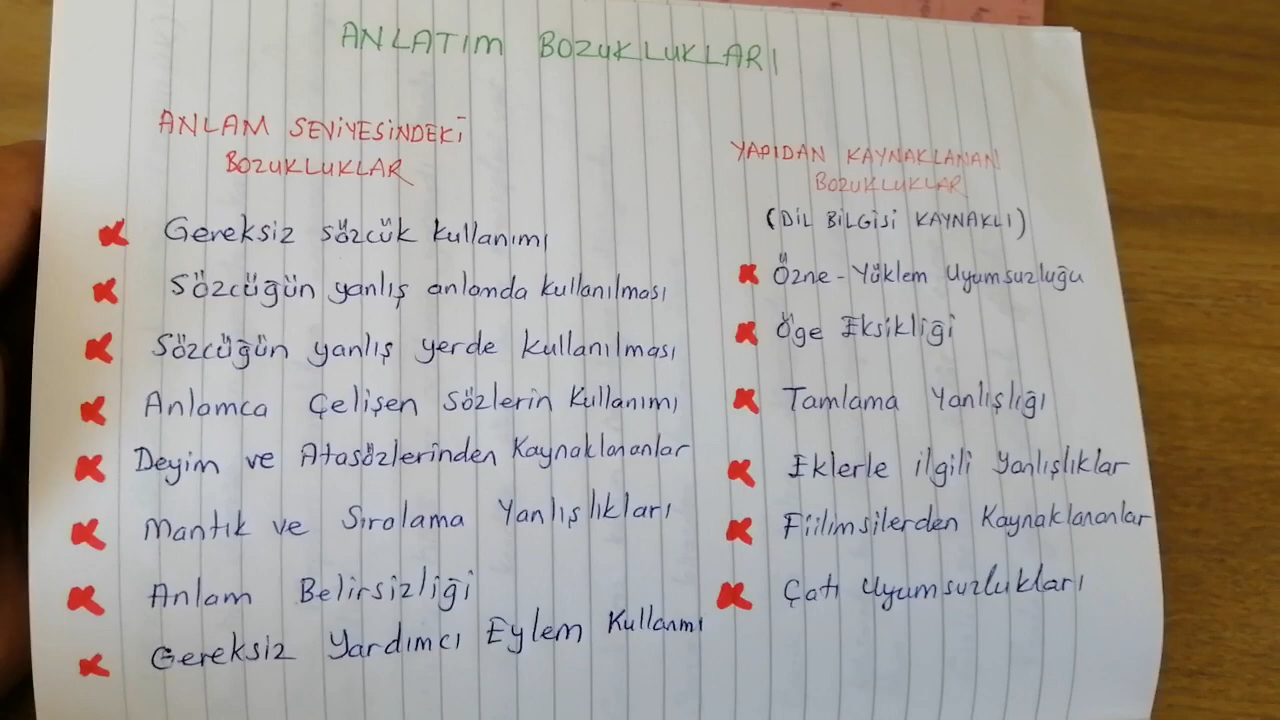 ANLATIM BOZUKLUKLARI
ANLAM SEVİYESİNDEKİ
BOZUKLUKLAR
Gereksiz sözcük kullanımı
Sözcüğün yanlış anlamda kullanılması
Sözcüğün yanlış yerde kullanılması
Anlamca Çelişen Sözlerin Kullanımı
Deyim ve Atasözlerinden Kaynaklananlar
Mantık ve Sıralama Yanlışlıkları
Anlam Belirsizliği
Gereksiz Yardımcı Eylem Kullanmı
YAPIDAN KAYNAKLANAN
BOZUKLUKLAR
(DİL BİLGİSİ KAYNAKLI)
Özne-Yüklem Uyumsuzluğu
Öge Eksikliği
Tamlama Yanlışlığı
Eklerle ilgili Yanlışlıklar
Fiilimsilerden Kaynaklananlar
Çatı Uyumsuzlukları